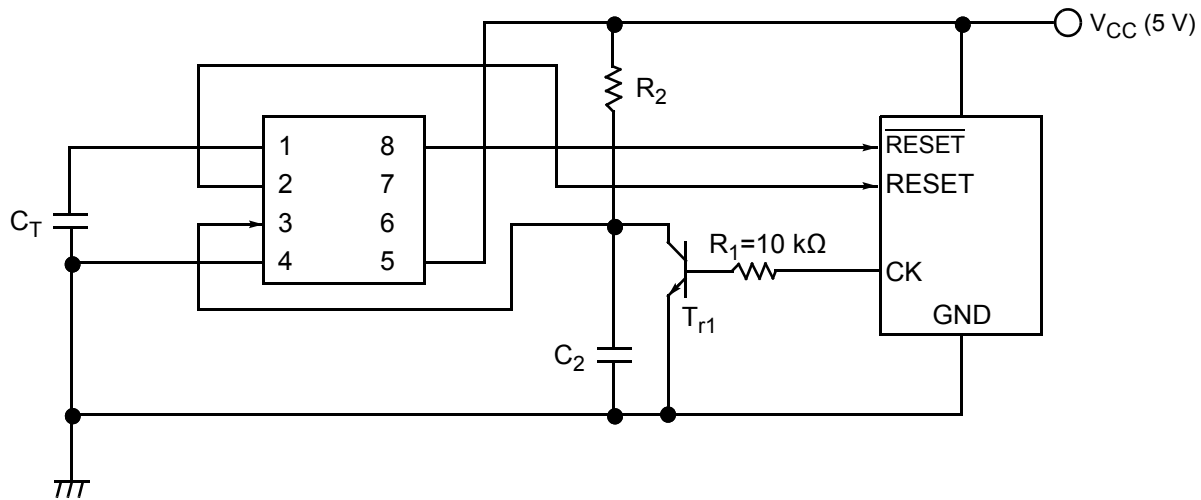 V_CC (5 V)
R_2
1 8 R̅E̅S̅E̅T̅
2 7 RESET
C_T 3 6
R_1=10 kΩ
4 5 CK
T_r1
GND
C_2